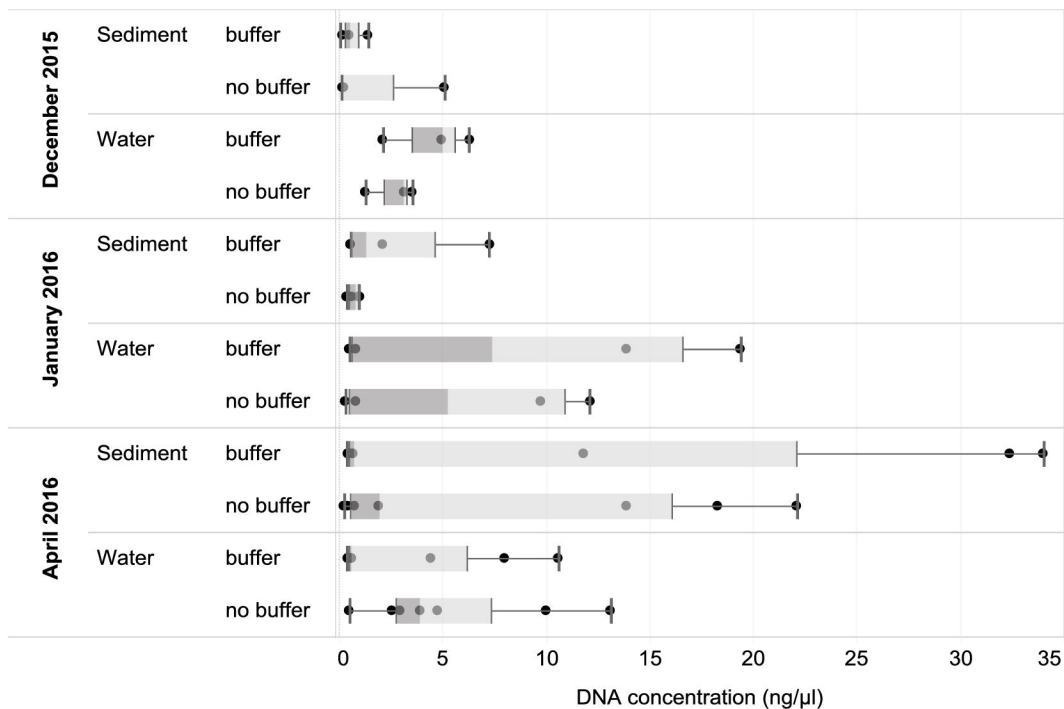 December 2015
Sediment buffer
no buffer
Water buffer
no buffer
January 2016
Sediment buffer
no buffer
Water buffer
no buffer
April 2016
Sediment buffer
no buffer
Water buffer
no buffer
0 5 10 15 20 25 30 35
DNA concentration (ng/µl)